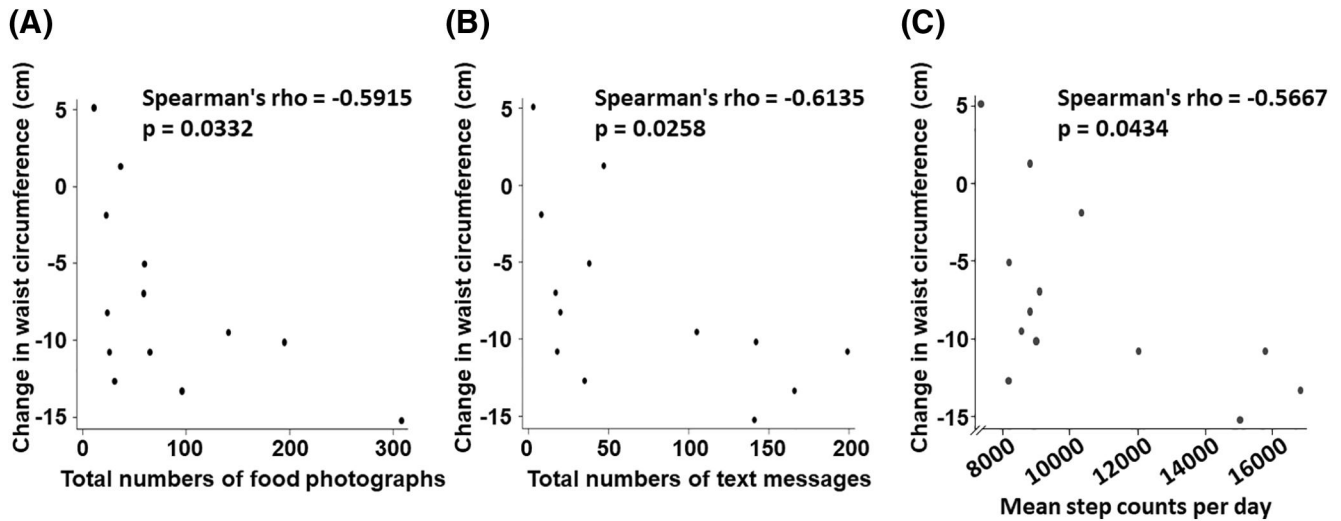 (A)
Change in waist circumference (cm)
Spearman's rho = -0.5915
p = 0.0332
5
0
-5
-10
-15
0
100
200
300
Total numbers of food photographs
(B)
Change in waist circumference (cm)
Spearman's rho = -0.6135
p = 0.0258
5
0
-5
-10
-15
0
50
100
150
200
Total numbers of text messages
(C)
Change in waist circumference (cm)
Spearman's rho = -0.5667
p = 0.0434
5
0
-5
-10
-15
8000
10000
12000
14000
16000
Mean step counts per day